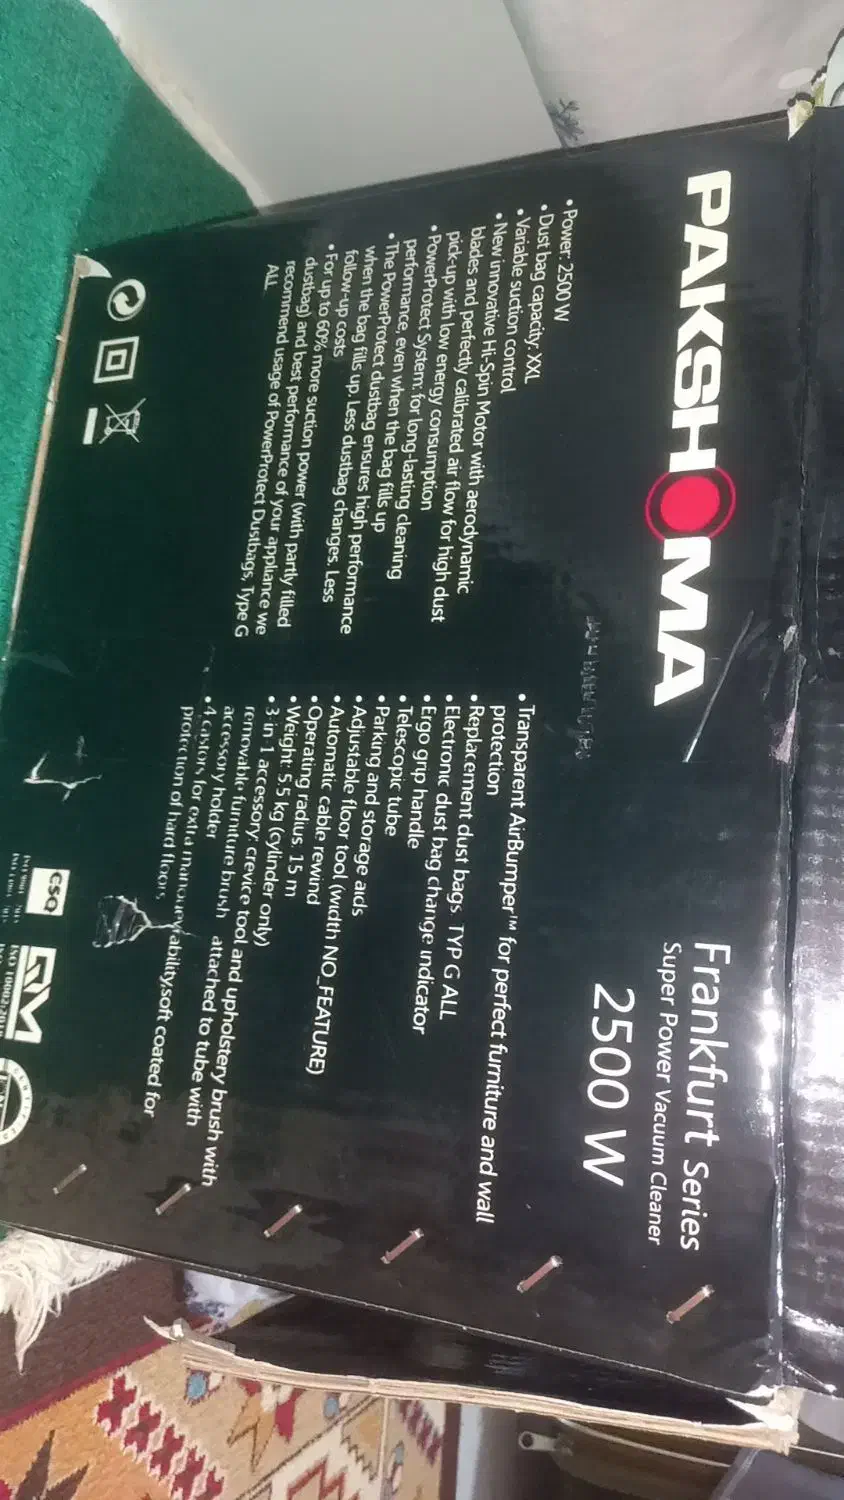 PAKSHOMA
Frankfurt Series
Super Power Vacuum Cleaner
2500 W
• Power: 2500 W
• Dust bag capacity: XXL
• Variable suction control
• New innovative Hi-Spin Motor with aerodynamic
blades and perfectly calibrated air flow for high dust
pick-up with low energy consumption
• PowerProtect System: for long-lasting cleaning
performance, even when the bag fills up
• The PowerProtect dustbag ensures high performance
when the bag fills up. Less dustbag changes. Less
follow-up costs
• For up to 60% more suction power (with partly filled
dustbag) and best performance of your appliance we
recommend usage of PowerProtect Dustbags, Type G
ALL
• Transparent AirBumper™ for perfect furniture and wall
protection
• Replacement dust bags TYP G ALL
• Electronic dust bag change indicator
• Ergo grip handle
• Telescopic tube
• Parking and storage aids
• Adjustable floor tool (width NO_FEATURE)
• Automatic cable rewind
• Operating radius 15 m
• Weight: 5,5 kg (cylinder only)
• 3 in 1 accessory: crevice tool and upholstery brush with
removable furniture brush attached to tube with
accessory holder
• 4 castors for extra manouevrability,soft coated for
protection of hard floors
CSQ